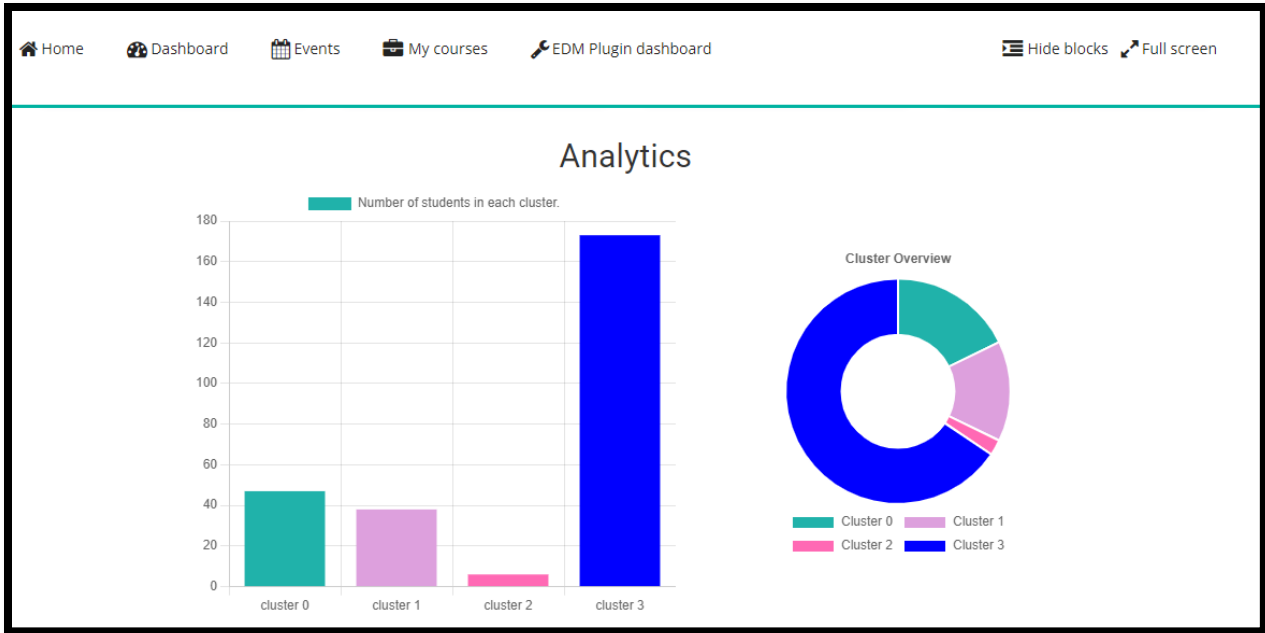 Home Dashboard Events My courses EDM Plugin dashboard Hide blocks Full screen
Analytics
Number of students in each cluster.
180
160
140
120
100
80
60
40
20
0
cluster 0 cluster 1 cluster 2 cluster 3
Cluster Overview
Cluster 0 Cluster 1
Cluster 2 Cluster 3